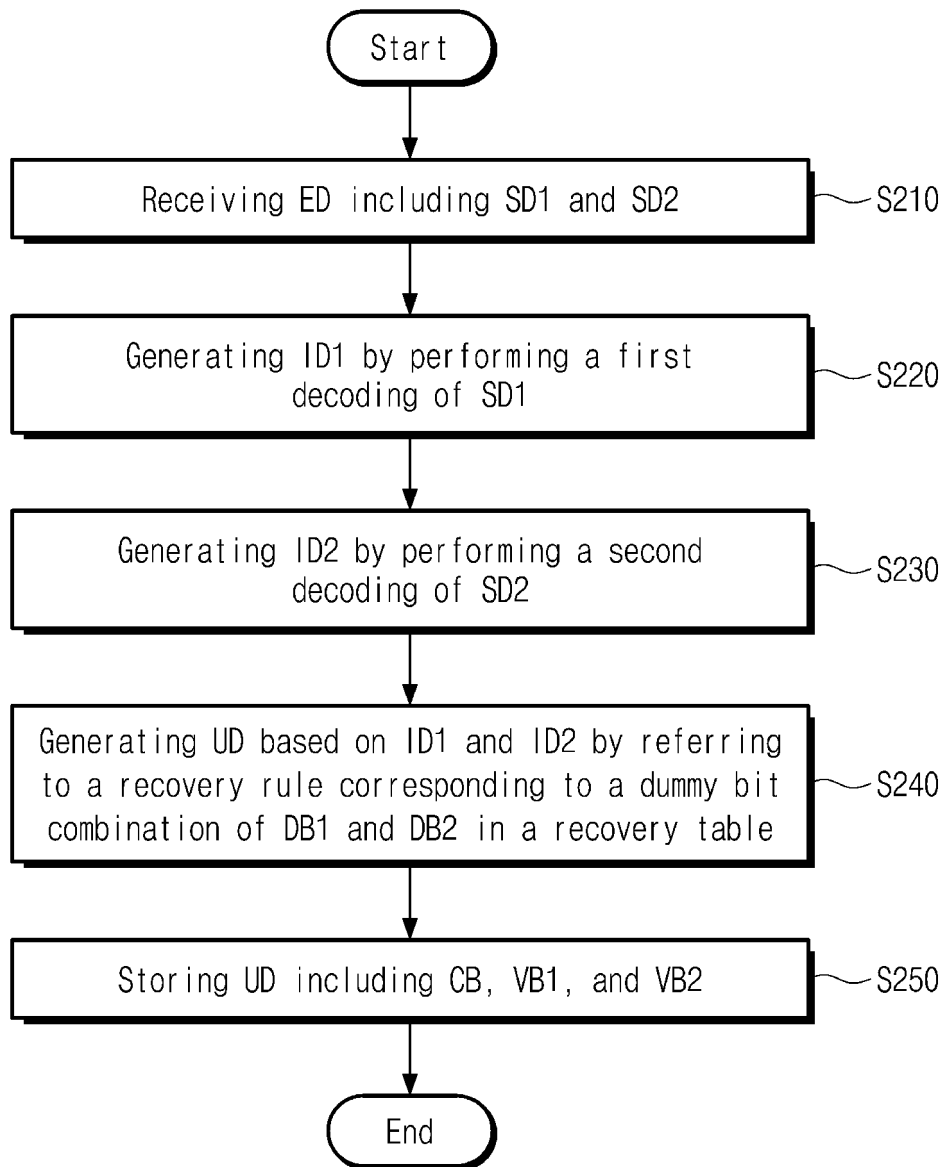 Start
Receiving ED including SD1 and SD2
S210
Generating ID1 by performing a first
decoding of SD1
S220
Generating ID2 by performing a second
decoding of SD2
S230
Generating UD based on ID1 and ID2 by referring
to a recovery rule corresponding to a dummy bit
combination of DB1 and DB2 in a recovery table
S240
Storing UD including CB, VB1, and VB2
S250
End